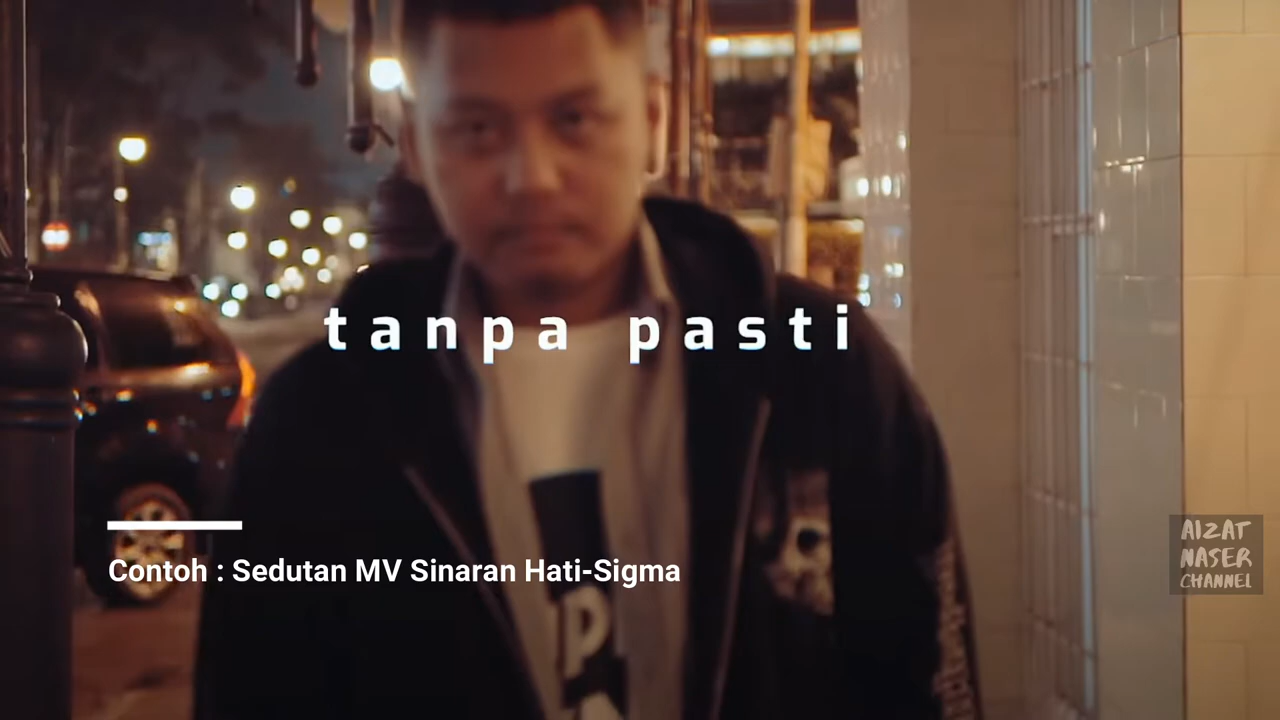 tanpa pasti
Contoh : Sedutan MV Sinaran Hati-Sigma
AIZAT
NASER
CHANNEL
P